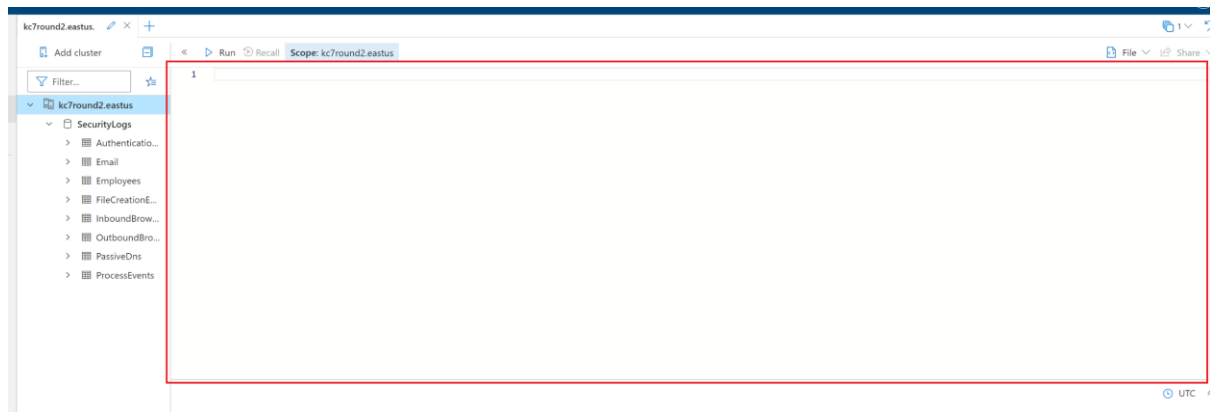 kc7round2.eastus.
1
Add cluster
Run Recall Scope: kc7round2.eastus
File Share
Filter...
1
kc7round2.eastus
SecurityLogs
Authenticatio...
Email
Employees
FileCreationE...
InboundBrow...
OutboundBro...
PassiveDns
ProcessEvents
UTC